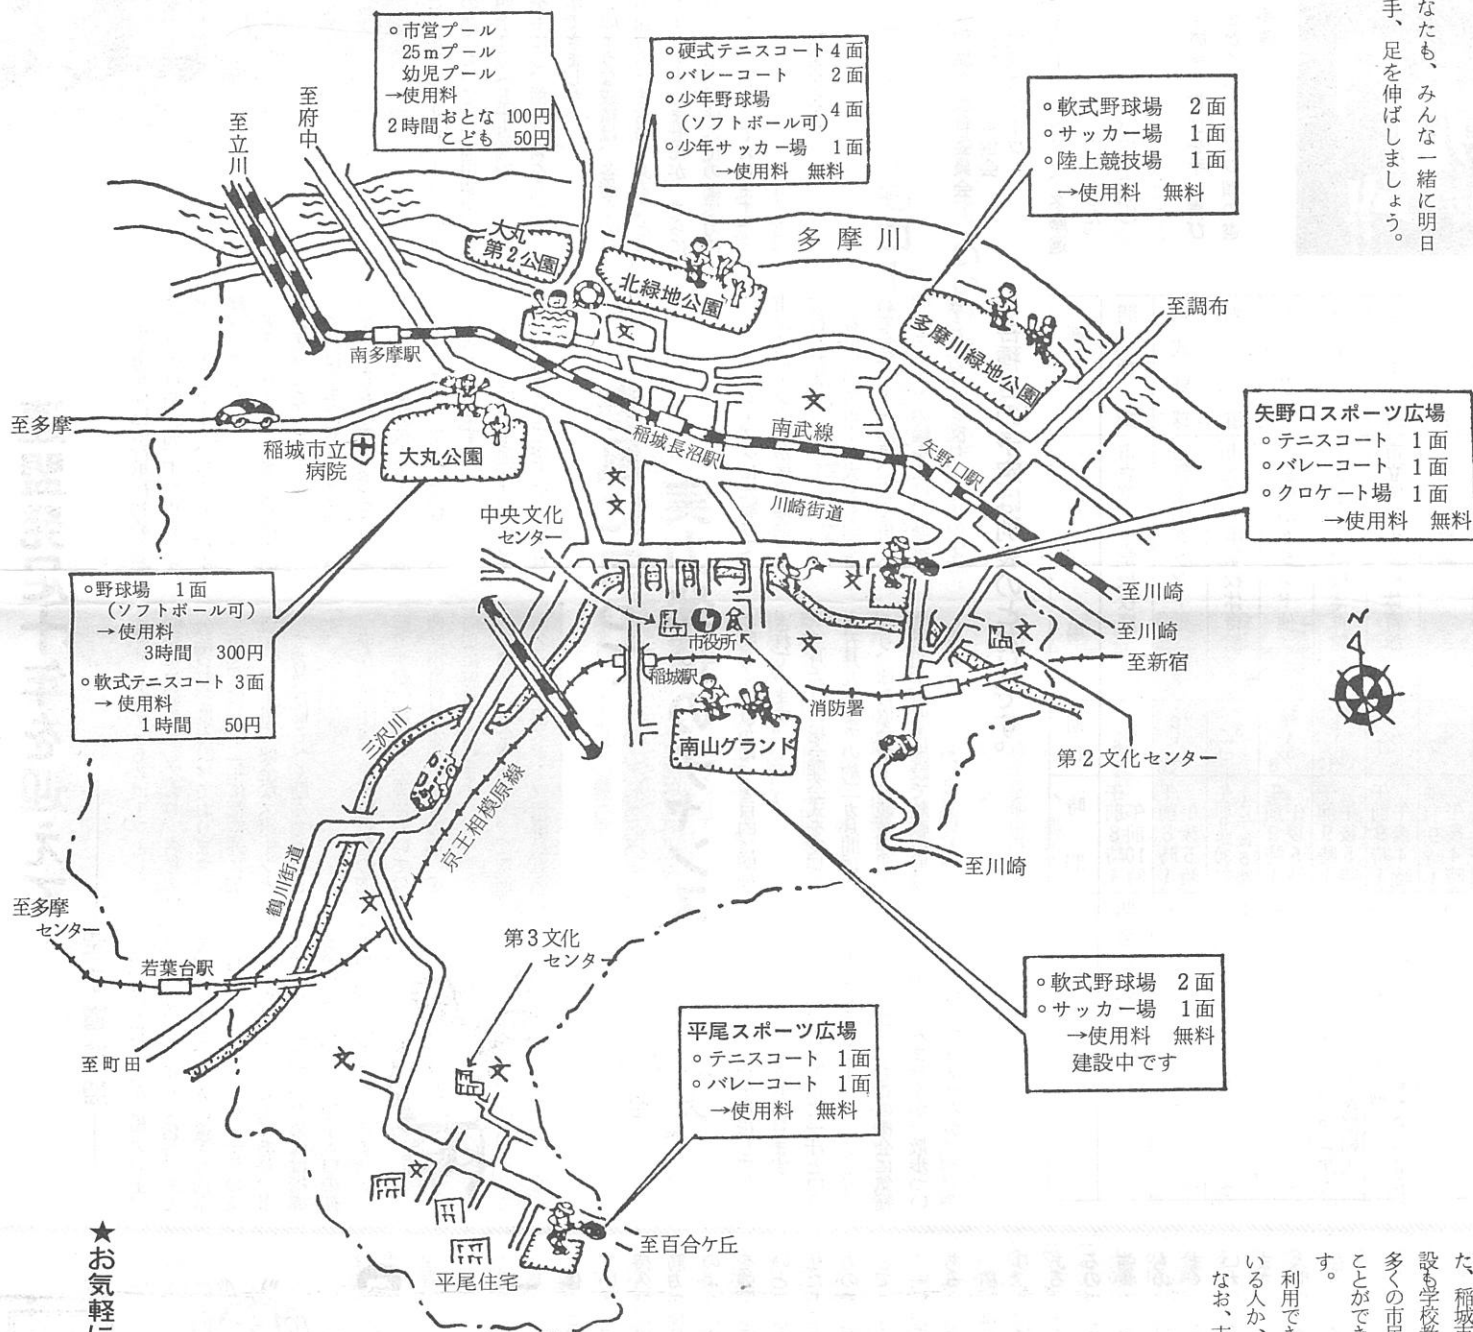 なたも、みんな一緒に明日
手、足を伸ばしましょう。
○市営プール
25mプール
幼児プール
→使用料
2時間 おとな 100円
こども 50円
○硬式テニスコート4面
○バレーコート 2面
○少年野球場 4面
(ソフトボール可)
○少年サッカー場 1面
→使用料 無料
○軟式野球場 2面
○サッカー場 1面
○陸上競技場 1面
→使用料 無料
至立川
至府中
大丸
第2公園
北緑地公園
多摩川
多摩川緑地公園
至調布
南多摩駅
至多摩
稲城市立
病院
大丸公園
稲城長沼駅
南武線
矢野口駅
川崎街道
矢野口スポーツ広場
○テニスコート 1面
○バレーコート 1面
○クロケート場 1面
→使用料 無料
中央文化
センター
市役所
稲城駅
消防署
至川崎
至川崎
至新宿
第2文化センター
南山グランド
至川崎
○野球場 1面
(ソフトボール可)
→使用料
3時間 300円
○軟式テニスコート 3面
→使用料
1時間 50円
三沢川
京王相模原線
鶴川街道
至多摩
センター
若葉台駅
至町田
第3文化
センター
○軟式野球場 2面
○サッカー場 1面
→使用料 無料
建設中です
平尾スポーツ広場
○テニスコート 1面
○バレーコート 1面
→使用料 無料
至百合ケ丘
平尾住宅
★お気軽に
た、稲城市
設も学校教
多くの市民
ことができ
す。
利用でき
いる人か、
なお、市